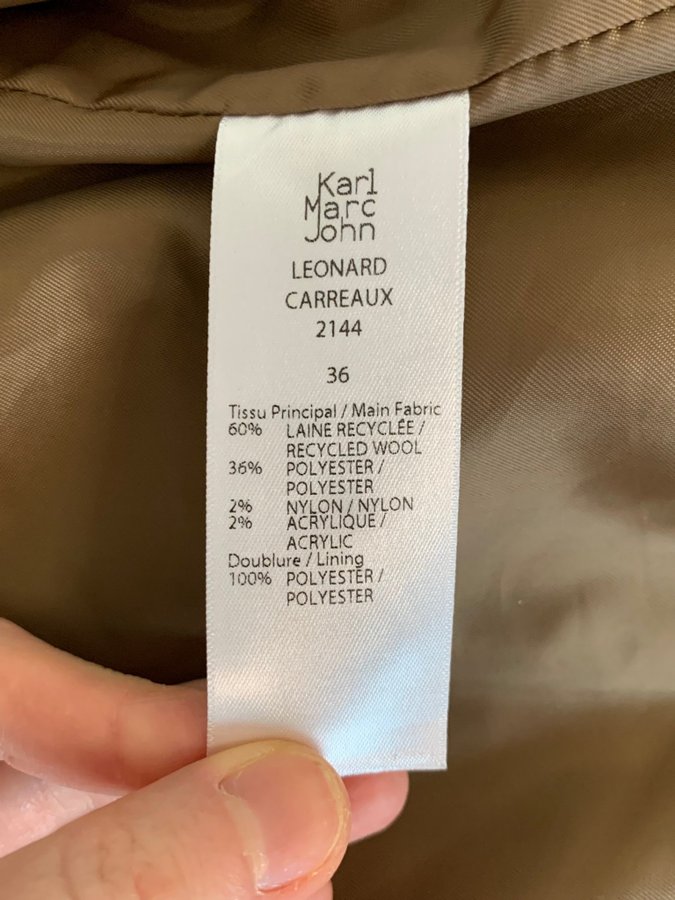 Karl
Marc
John
LEONARD
CARREAUX
2144
36
Tissu Principal / Main Fabric
60% LAINE RECYCLÉE /
RECYCLED WOOL
36% POLYESTER /
POLYESTER
2% NYLON / NYLON
2% ACRYLIQUE /
ACRYLIC
Doublure / Lining
100% POLYESTER /
POLYESTER